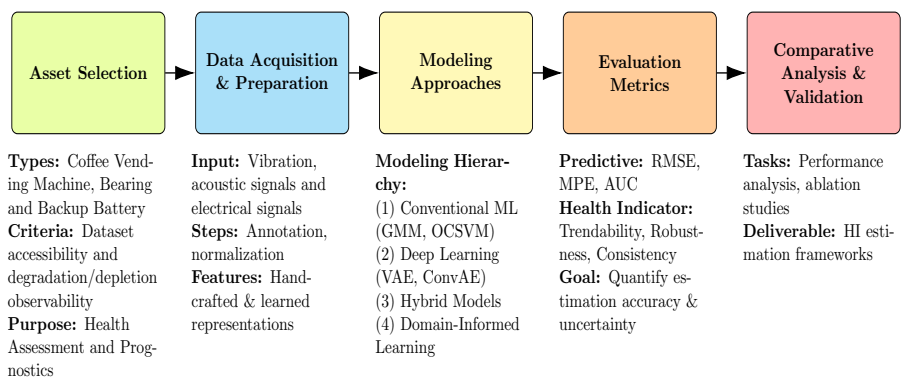 Asset Selection
Data Acquisition
& Preparation
Modeling
Approaches
Evaluation
Metrics
Comparative
Analysis &
Validation
Types: Coffee Vend-
ing Machine, Bearing
and Backup Battery
Criteria: Dataset
accessibility and
degradation/depletion
observability
Purpose: Health
Assessment and Prog-
nostics
Input: Vibration,
acoustic signals and
electrical signals
Steps: Annotation,
normalization
Features: Hand-
crafted & learned
representations
Modeling Hierar-
chy:
(1) Conventional ML
(GMM, OCSVM)
(2) Deep Learning
(VAE, ConvAE)
(3) Hybrid Models
(4) Domain-Informed
Learning
Predictive: RMSE,
MPE, AUC
Health Indicator:
Trendability, Robust-
ness, Consistency
Goal: Quantify es-
timation accuracy &
uncertainty
Tasks: Performance
analysis, ablation
studies
Deliverable: HI esti-
mation frameworks